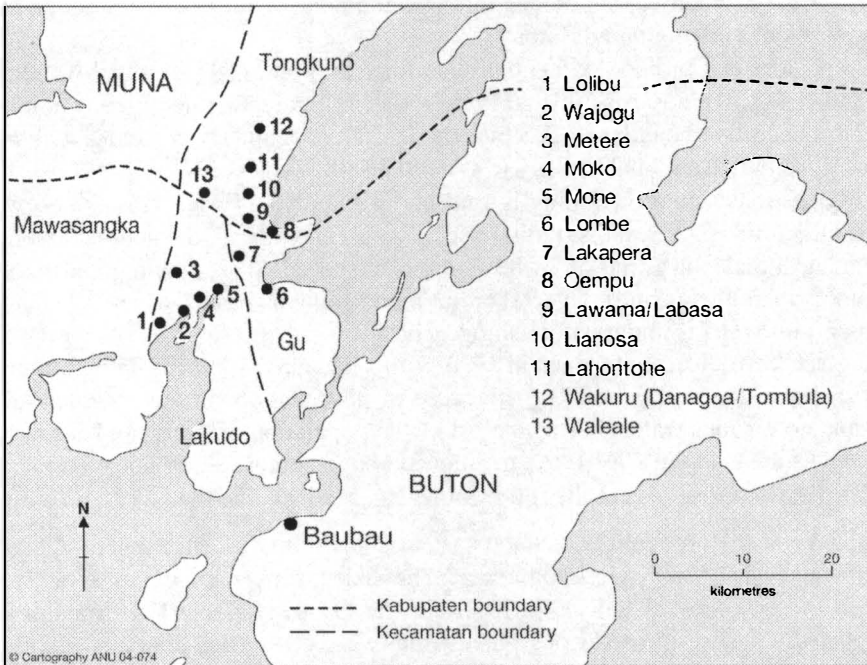 Tongkuno
MUNA
1 Lolibu
2 Wajogu
3 Metere
4 Moko
5 Mone
6 Lombe
7 Lakapera
8 Oempu
9 Lawama/Labasa
10 Lianosa
11 Lahontohe
12 Wakuru (Danagoa/Tombula)
13 Waleale
12
11
13
10
9
Mawasangka
8
7
3
5
6
4
1
2
Gu
Lakudo
BUTON
N
Baubau
0 10 20
kilometres
Kabupaten boundary
Kecamatan boundary
© Cartography ANU 04-074